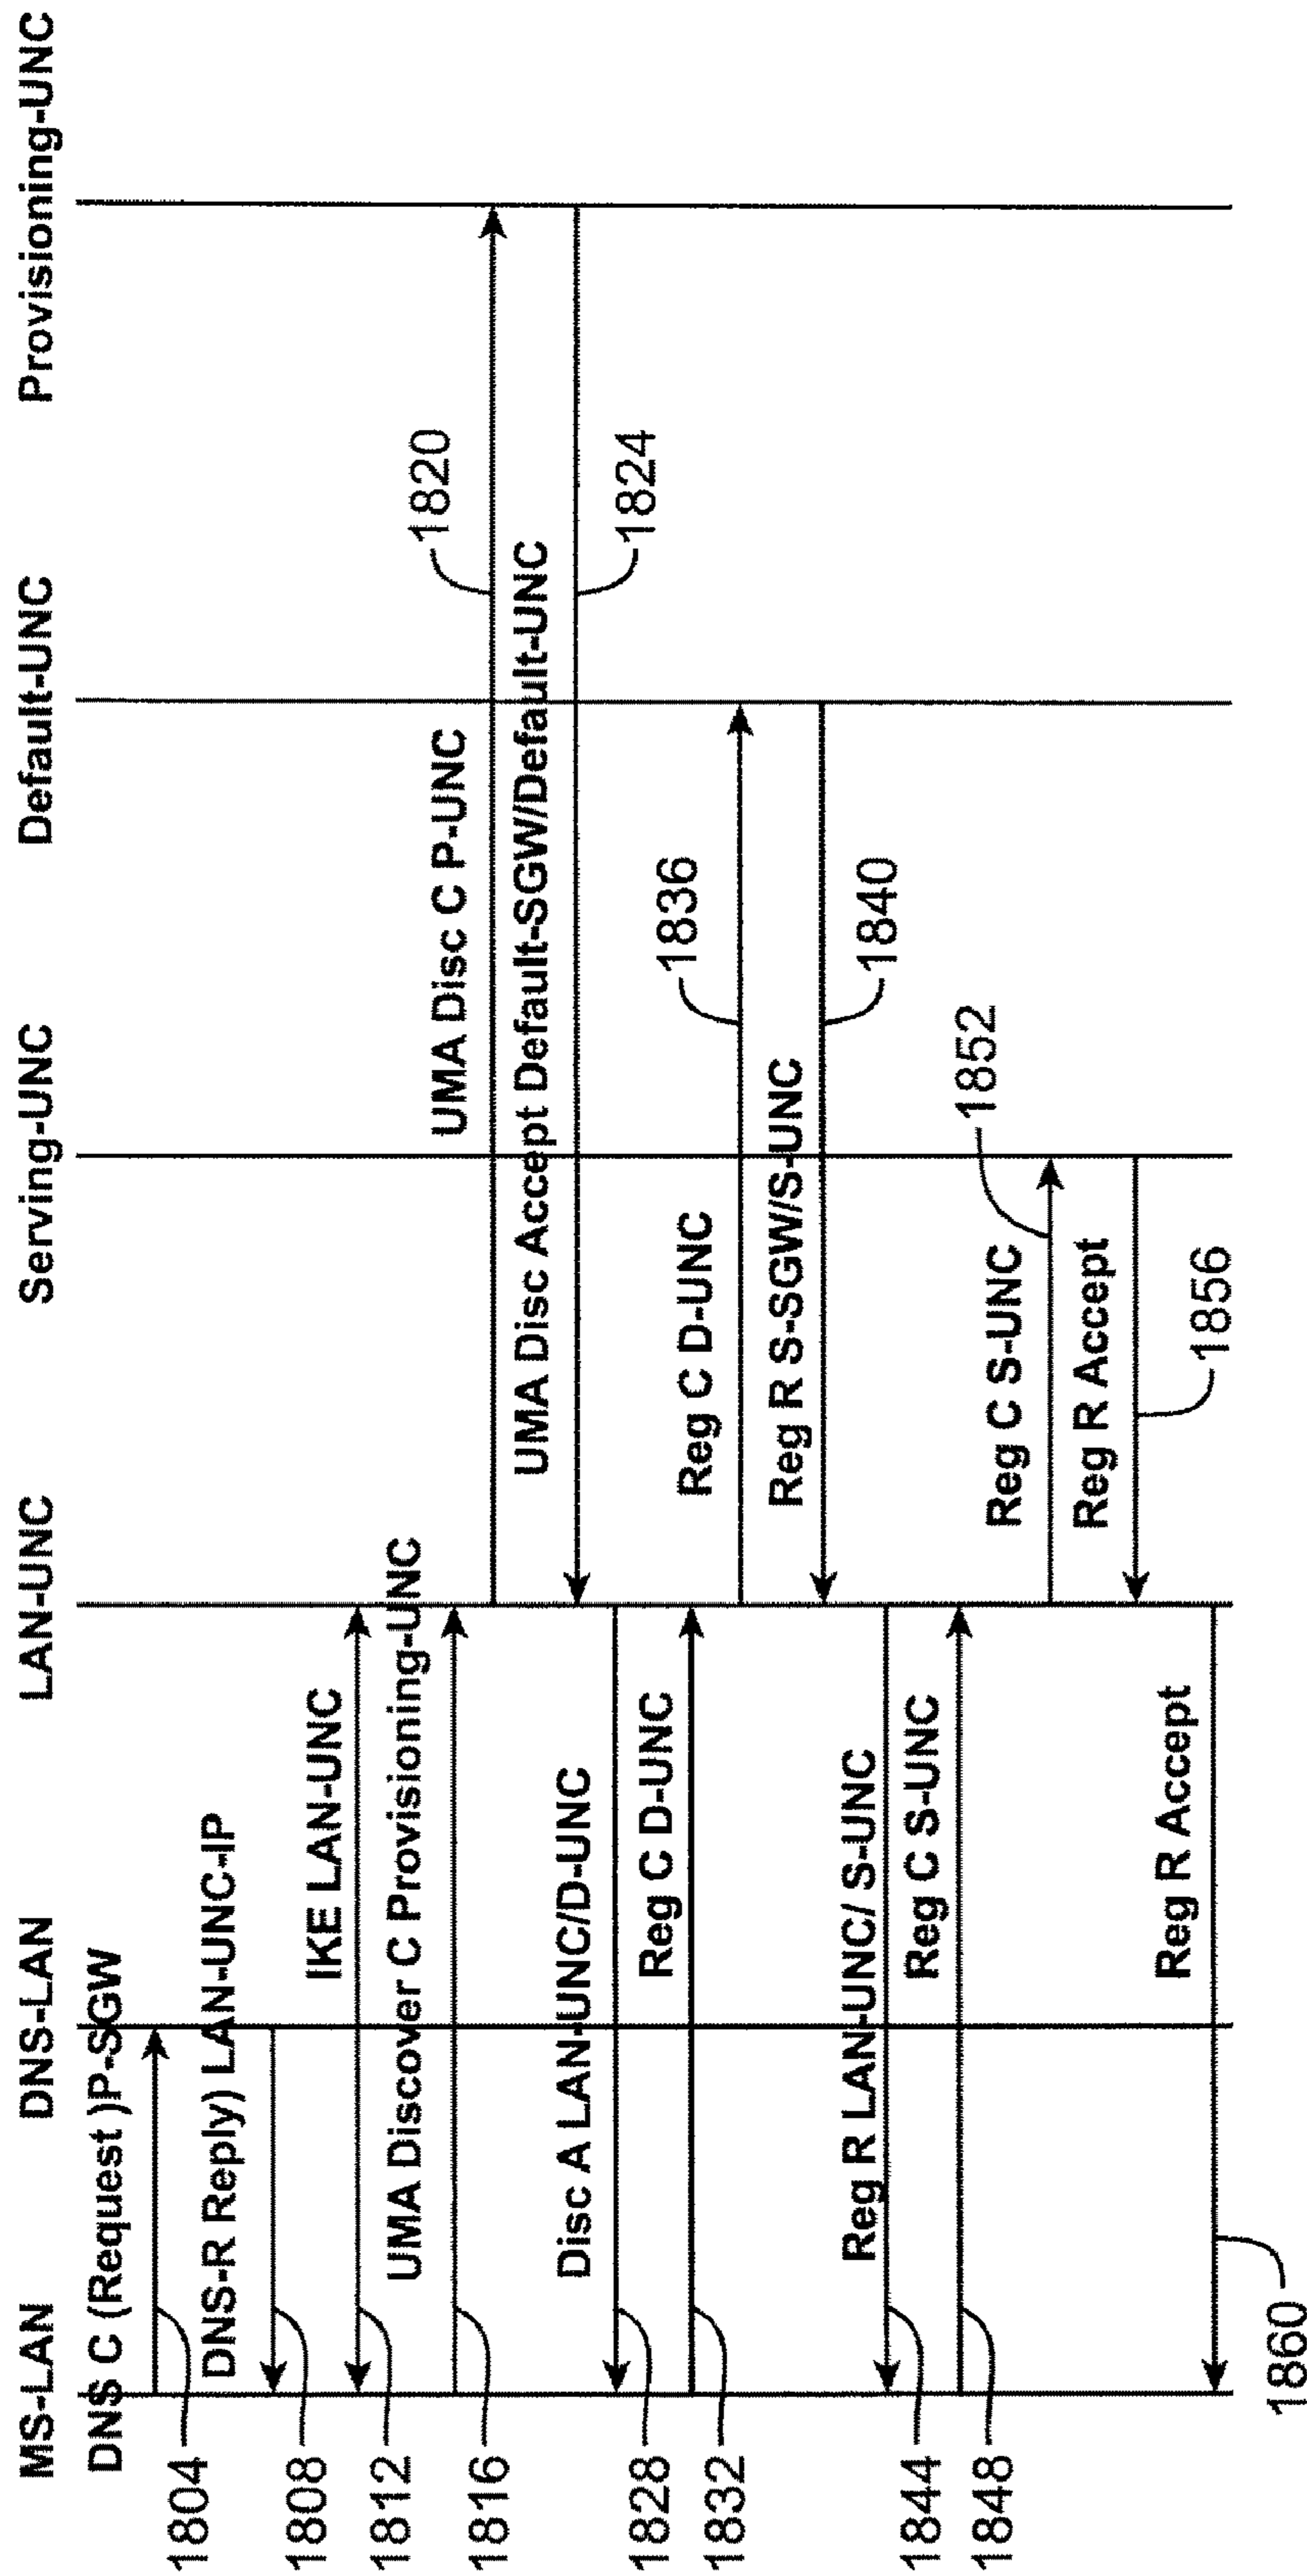 MS-LAN
DNS-LAN
LAN-UNC
Serving-UNC
Default-UNC
Provisioning-UNC
DNS C (Request )P-SGW
1804
DNS-R Reply) LAN-UNC-IP
1808
IKE LAN-UNC
1812
UMA Discover C Provisioning-UNC
1816
UMA Disc C P-UNC
1820
UMA Disc Accept Default-SGW/Default-UNC
1824
Disc A LAN-UNC/D-UNC
1828
Reg C D-UNC
1832
Reg C D-UNC
1836
Reg R S-SGW/S-UNC
1840
Reg R LAN-UNC/ S-UNC
1844
Reg C S-UNC
1848
Reg C S-UNC
1852
Reg R Accept
1856
Reg R Accept
1860